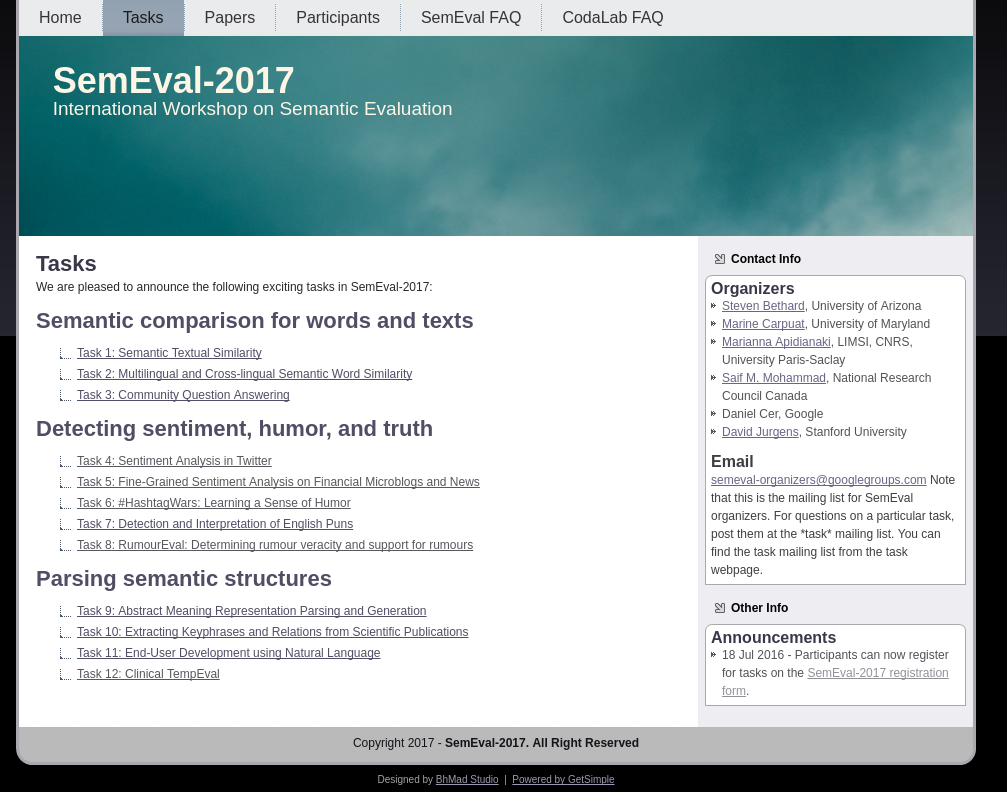 Home Tasks Papers Participants SemEval FAQ CodaLab FAQ
SemEval-2017
International Workshop on Semantic Evaluation
Tasks
We are pleased to announce the following exciting tasks in SemEval-2017:
Semantic comparison for words and texts
Task 1: Semantic Textual Similarity
Task 2: Multilingual and Cross-lingual Semantic Word Similarity
Task 3: Community Question Answering
Detecting sentiment, humor, and truth
Task 4: Sentiment Analysis in Twitter
Task 5: Fine-Grained Sentiment Analysis on Financial Microblogs and News
Task 6: #HashtagWars: Learning a Sense of Humor
Task 7: Detection and Interpretation of English Puns
Task 8: RumourEval: Determining rumour veracity and support for rumours
Parsing semantic structures
Task 9: Abstract Meaning Representation Parsing and Generation
Task 10: Extracting Keyphrases and Relations from Scientific Publications
Task 11: End-User Development using Natural Language
Task 12: Clinical TempEval
Contact Info
Organizers
Steven Bethard, University of Arizona
Marine Carpuat, University of Maryland
Marianna Apidianaki, LIMSI, CNRS,
University Paris-Saclay
Saif M. Mohammad, National Research
Council Canada
Daniel Cer, Google
David Jurgens, Stanford University
Email
semeval-organizers@googlegroups.com Note
that this is the mailing list for SemEval
organizers. For questions on a particular task,
post them at the *task* mailing list. You can
find the task mailing list from the task
webpage.
Other Info
Announcements
18 Jul 2016 - Participants can now register
for tasks on the SemEval-2017 registration
form.
Copyright 2017 - SemEval-2017. All Right Reserved
Designed by BhMad Studio | Powered by GetSimple